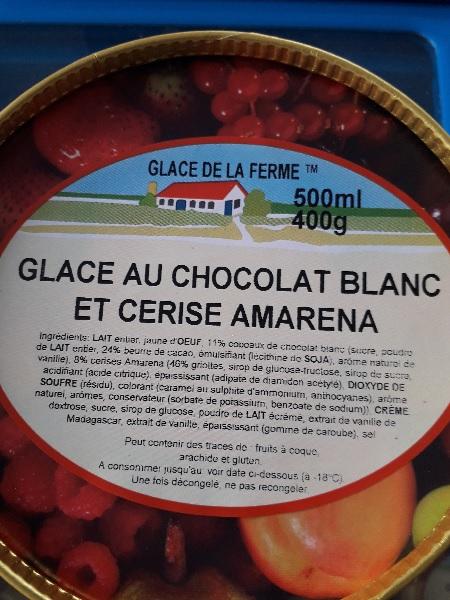 GLACE DE LA FERME ™
500ml
400g
GLACE AU CHOCOLAT BLANC
ET CERISE AMARENA
Ingrédients: LAIT entier, jaune d'OEUF, 11% copeaux de chocolat blanc (sucre, poudre
de LAIT entier, 24% beurre de cacao, émulsifiant (lécithine de SOJA), arôme naturel de
vanille), 8% cerises Amarena (46% griottes, sirop de glucose-fructose, sirop de sucre,
acidifiant (acide citrique), épaississant (adipate de diamidon acétylé), DIOXYDE DE
SOUFRE (résidu), colorant (caramel au sulphite d'ammonium, anthocyanes), arôme
naturel, arômes, conservateur (sorbate de potassium, benzoate de sodium)), CRÈME,
dextrose, sucre, sirop de glucose, poudre de LAIT écrémé, extrait de vanille de
Madagascar, extrait de vanille, épaississant (gomme de caroube), sel
Peut contenir des traces de : fruits à coque,
arachide et gluten.
A consommer jusqu'au: voir date ci-dessous (à -18°C)
Une fois décongelé, ne pas recongeler